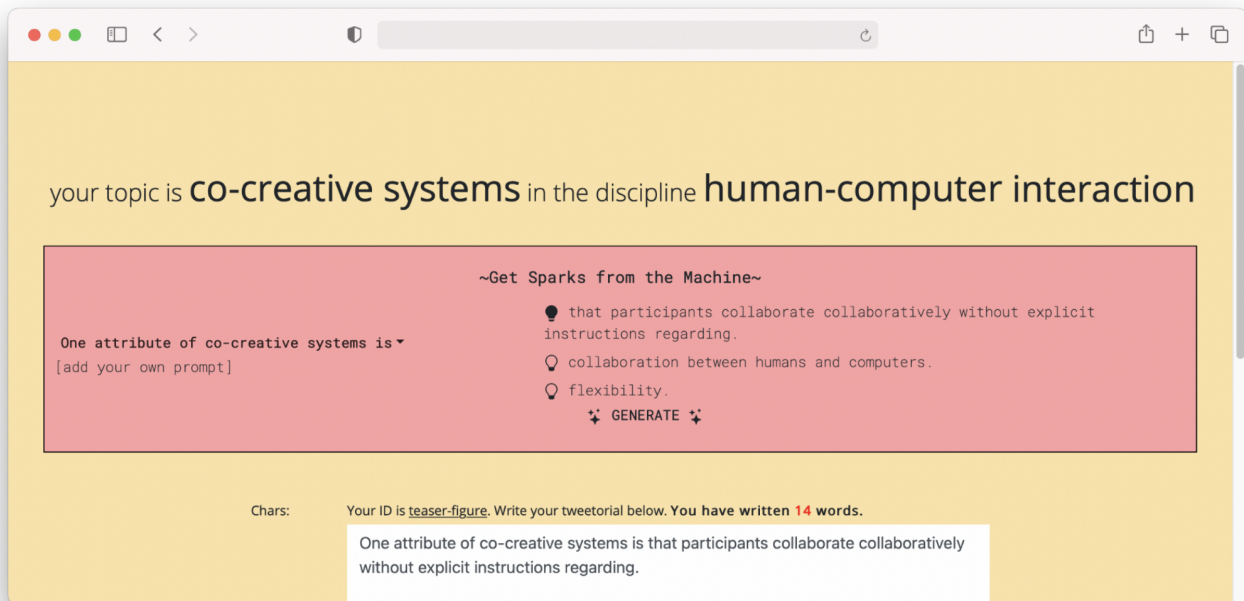 your topic is co-creative systems in the discipline human-computer interaction
~Get Sparks from the Machine~
One attribute of co-creative systems is
[add your own prompt]
that participants collaborate collaboratively without explicit
instructions regarding.
collaboration between humans and computers.
flexibility.
GENERATE
Chars:
Your ID is teaser-figure. Write your tweetorial below. You have written 14 words.
One attribute of co-creative systems is that participants collaborate collaboratively
without explicit instructions regarding.